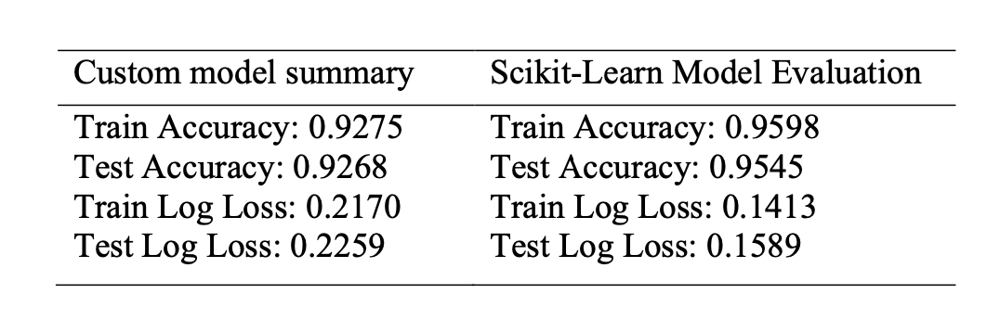 Custom model summary
Scikit-Learn Model Evaluation
Train Accuracy: 0.9275
Test Accuracy: 0.9268
Train Log Loss: 0.2170
Test Log Loss: 0.2259
Train Accuracy: 0.9598
Test Accuracy: 0.9545
Train Log Loss: 0.1413
Test Log Loss: 0.1589